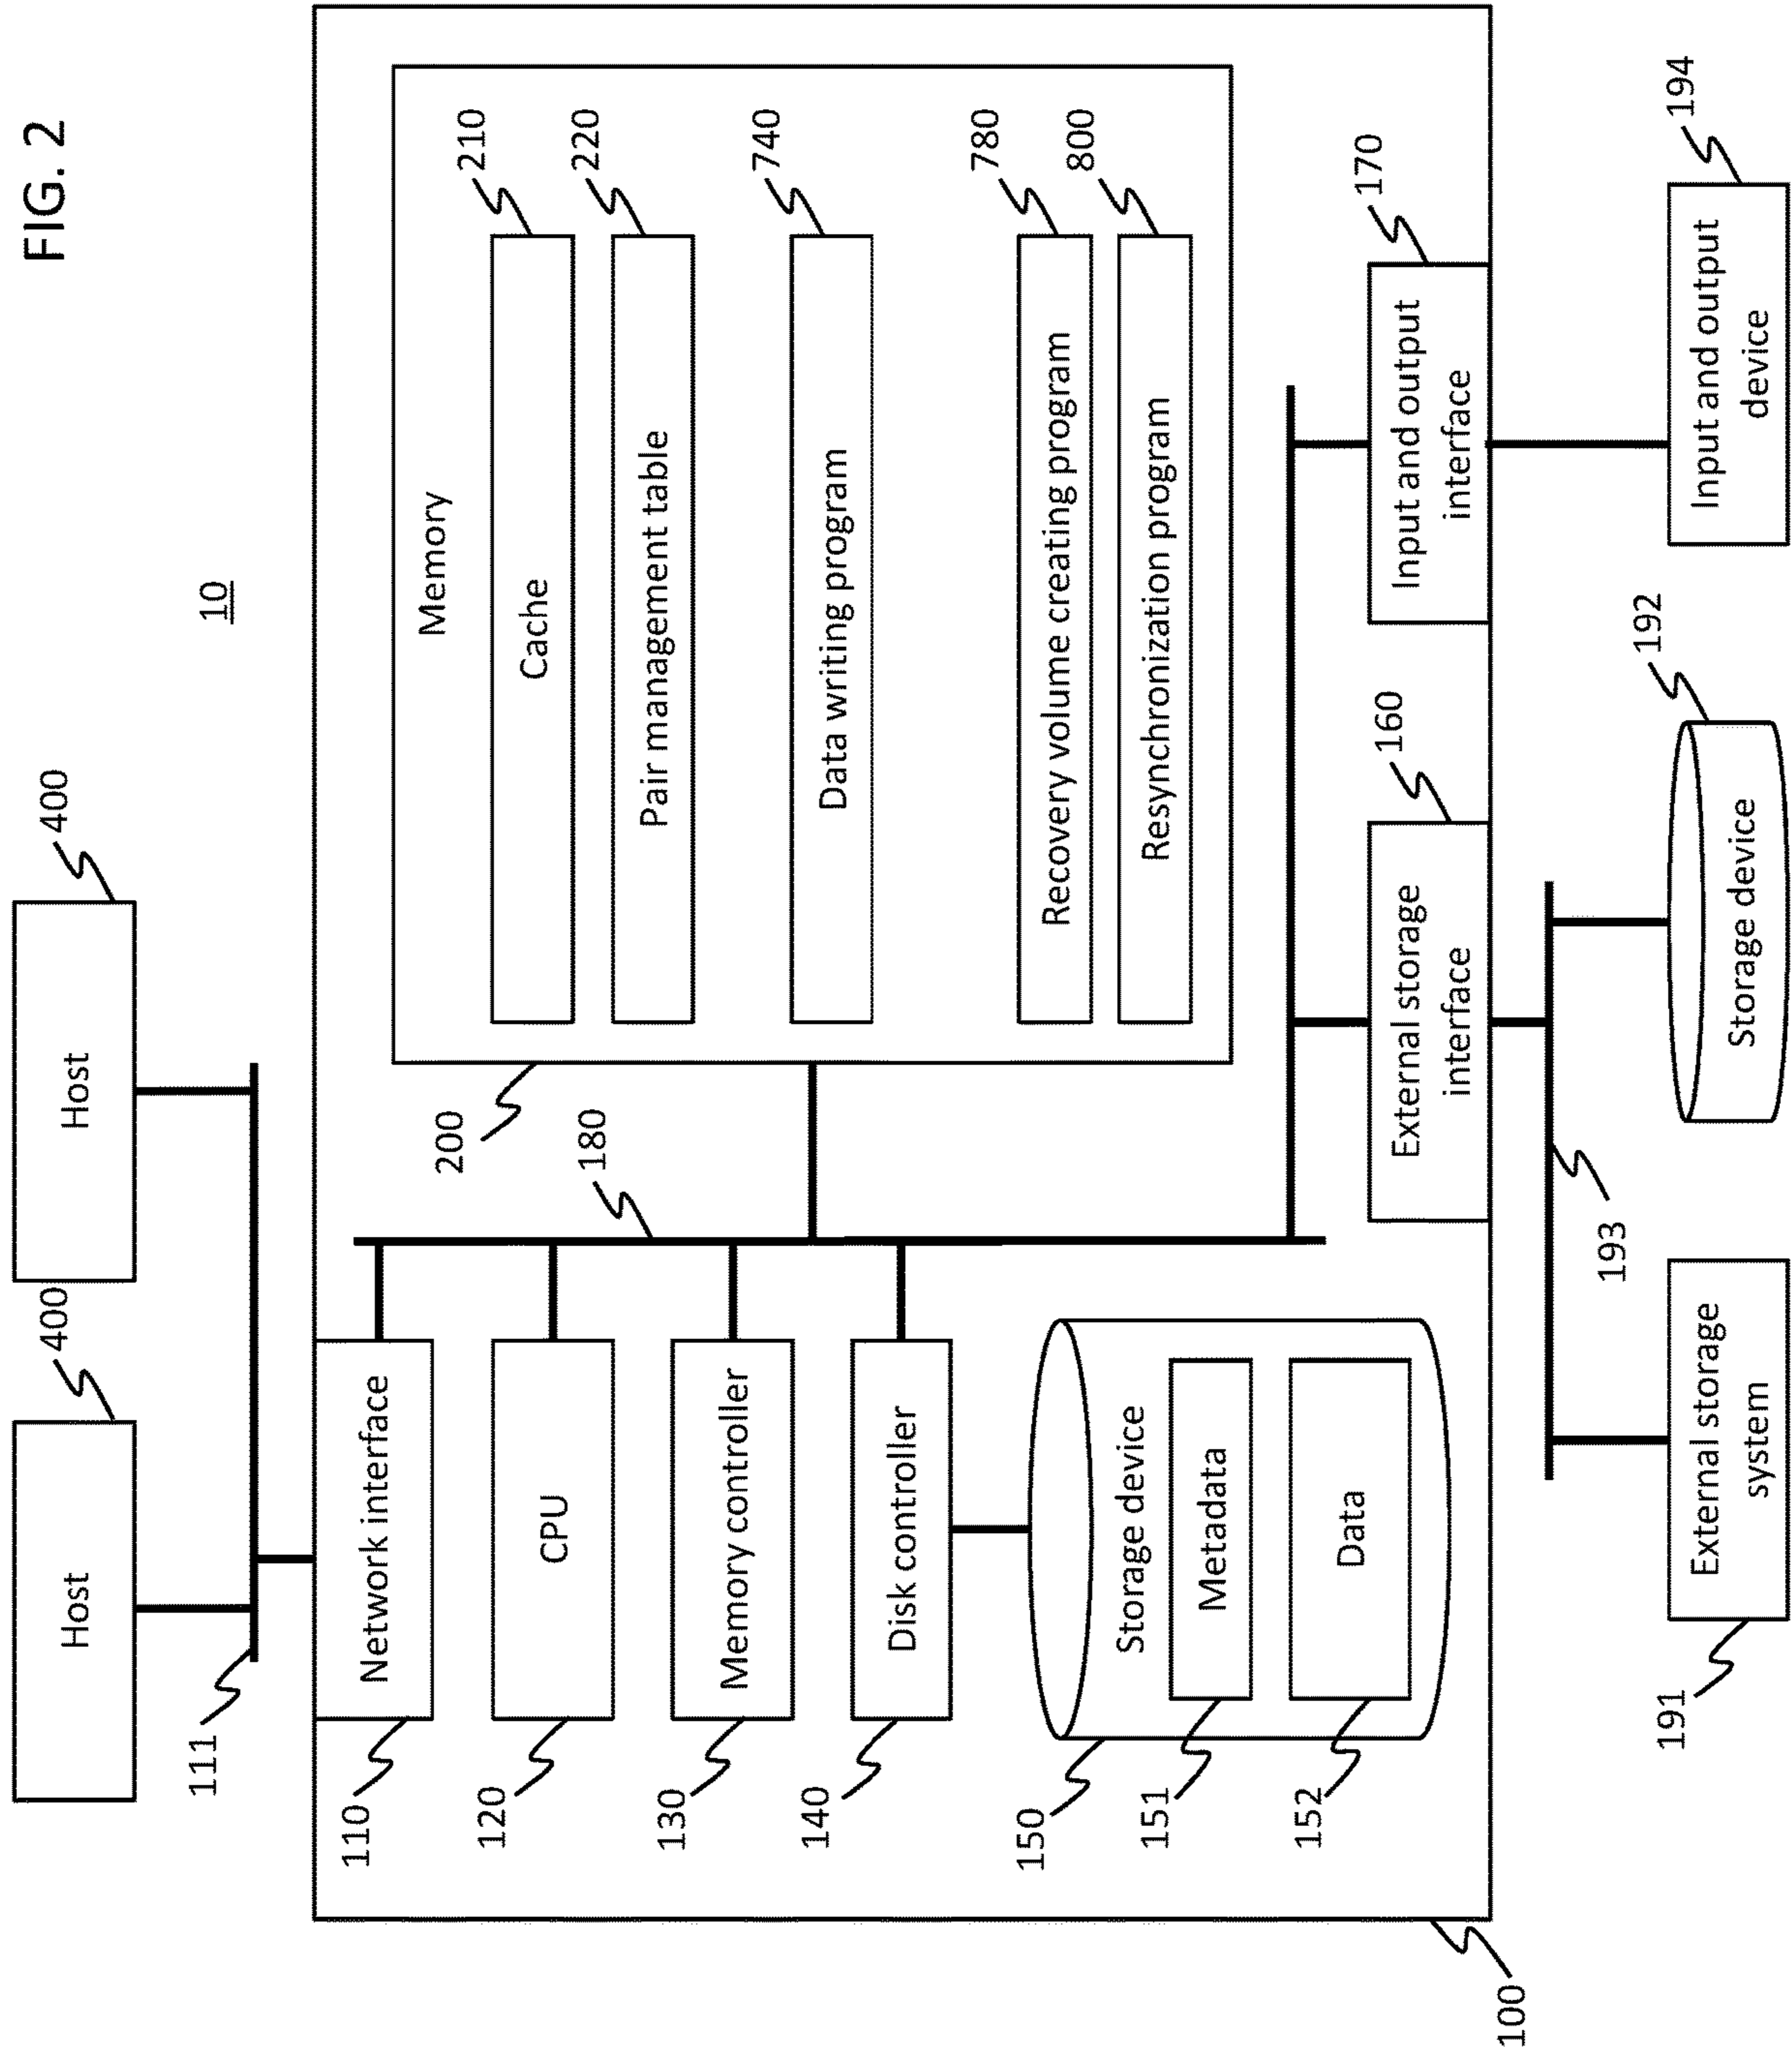 FIG. 2
10
Host
400
Host
400
111
100
Network interface
110
CPU
120
Memory controller
130
Disk controller
140
Storage device
150
Metadata
151
Data
152
180
200
Memory
Cache
210
Pair management table
220
Data writing program
740
Recovery volume creating program
780
Resynchronization program
800
External storage
interface
160
Input and output
interface
170
External storage
system
191
193
Storage device
192
Input and output
device
194